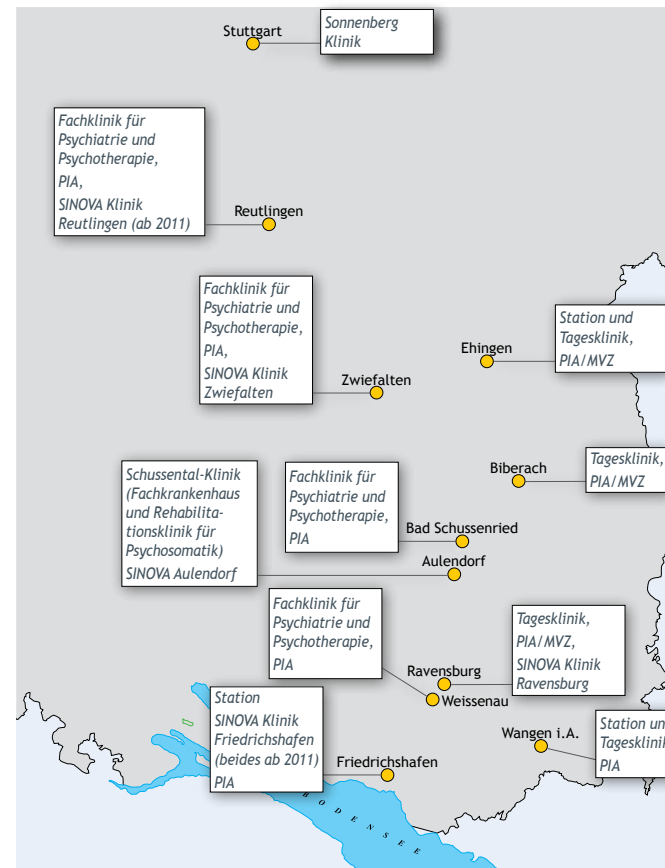 Stuttgart
Sonnenberg
Klinik
Fachklinik für
Psychiatrie und
Psychotherapie,
PIA,
SINOVA Klinik
Reutlingen (ab 2011)
Reutlingen
Fachklinik für
Psychiatrie und
Psychotherapie,
PIA,
SINOVA Klinik
Zwiefalten
Zwiefalten
Ehingen
Station und
Tagesklinik,
PIA/MVZ
Biberach
Tagesklinik,
PIA/MVZ
Schussental-Klinik
(Fachkrankenhaus
und Rehabilita-
tionsklinik für
Psychosomatik)
SINOVA Aulendorf
Fachklinik für
Psychiatrie und
Psychotherapie,
PIA
Bad Schussenried
Aulendorf
Fachklinik für
Psychiatrie und
Psychotherapie,
PIA
Tagesklinik,
PIA/MVZ,
SINOVA Klinik
Ravensburg
Ravensburg
Weissenau
Station
SINOVA Klinik
Friedrichshafen
(beides ab 2011)
PIA
Friedrichshafen
Wangen i.A.
Station un
Tagesklinik
PIA
BODENSEE